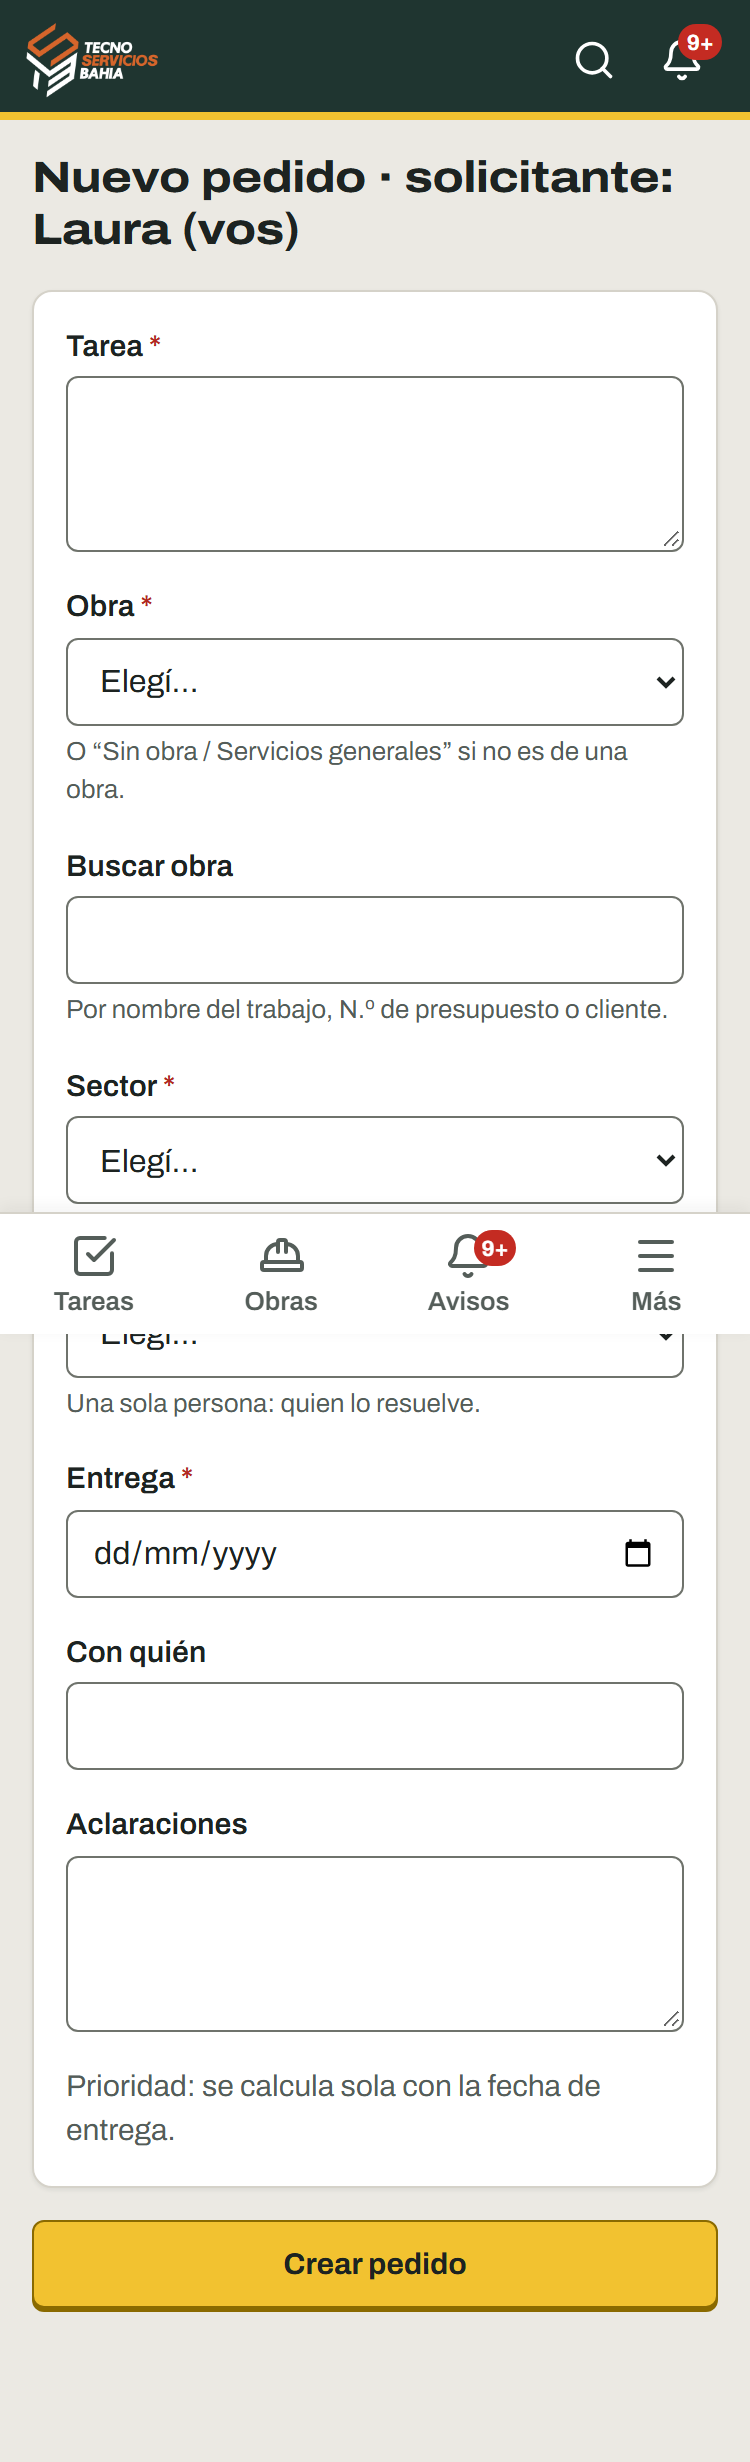 TECNO
SERVICIOS
BAHIA
9+
Nuevo pedido · solicitante:
Laura (vos)
Tarea *
Obra *
Elegí...
O “Sin obra / Servicios generales” si no es de una
obra.
Buscar obra
Por nombre del trabajo, N.º de presupuesto o cliente.
Sector *
Elegí...
9+
Tareas
Obras
Avisos
Más
Elegí...
Una sola persona: quien lo resuelve.
Entrega *
dd/mm/yyyy
Con quién
Aclaraciones
Prioridad: se calcula sola con la fecha de
entrega.
Crear pedido